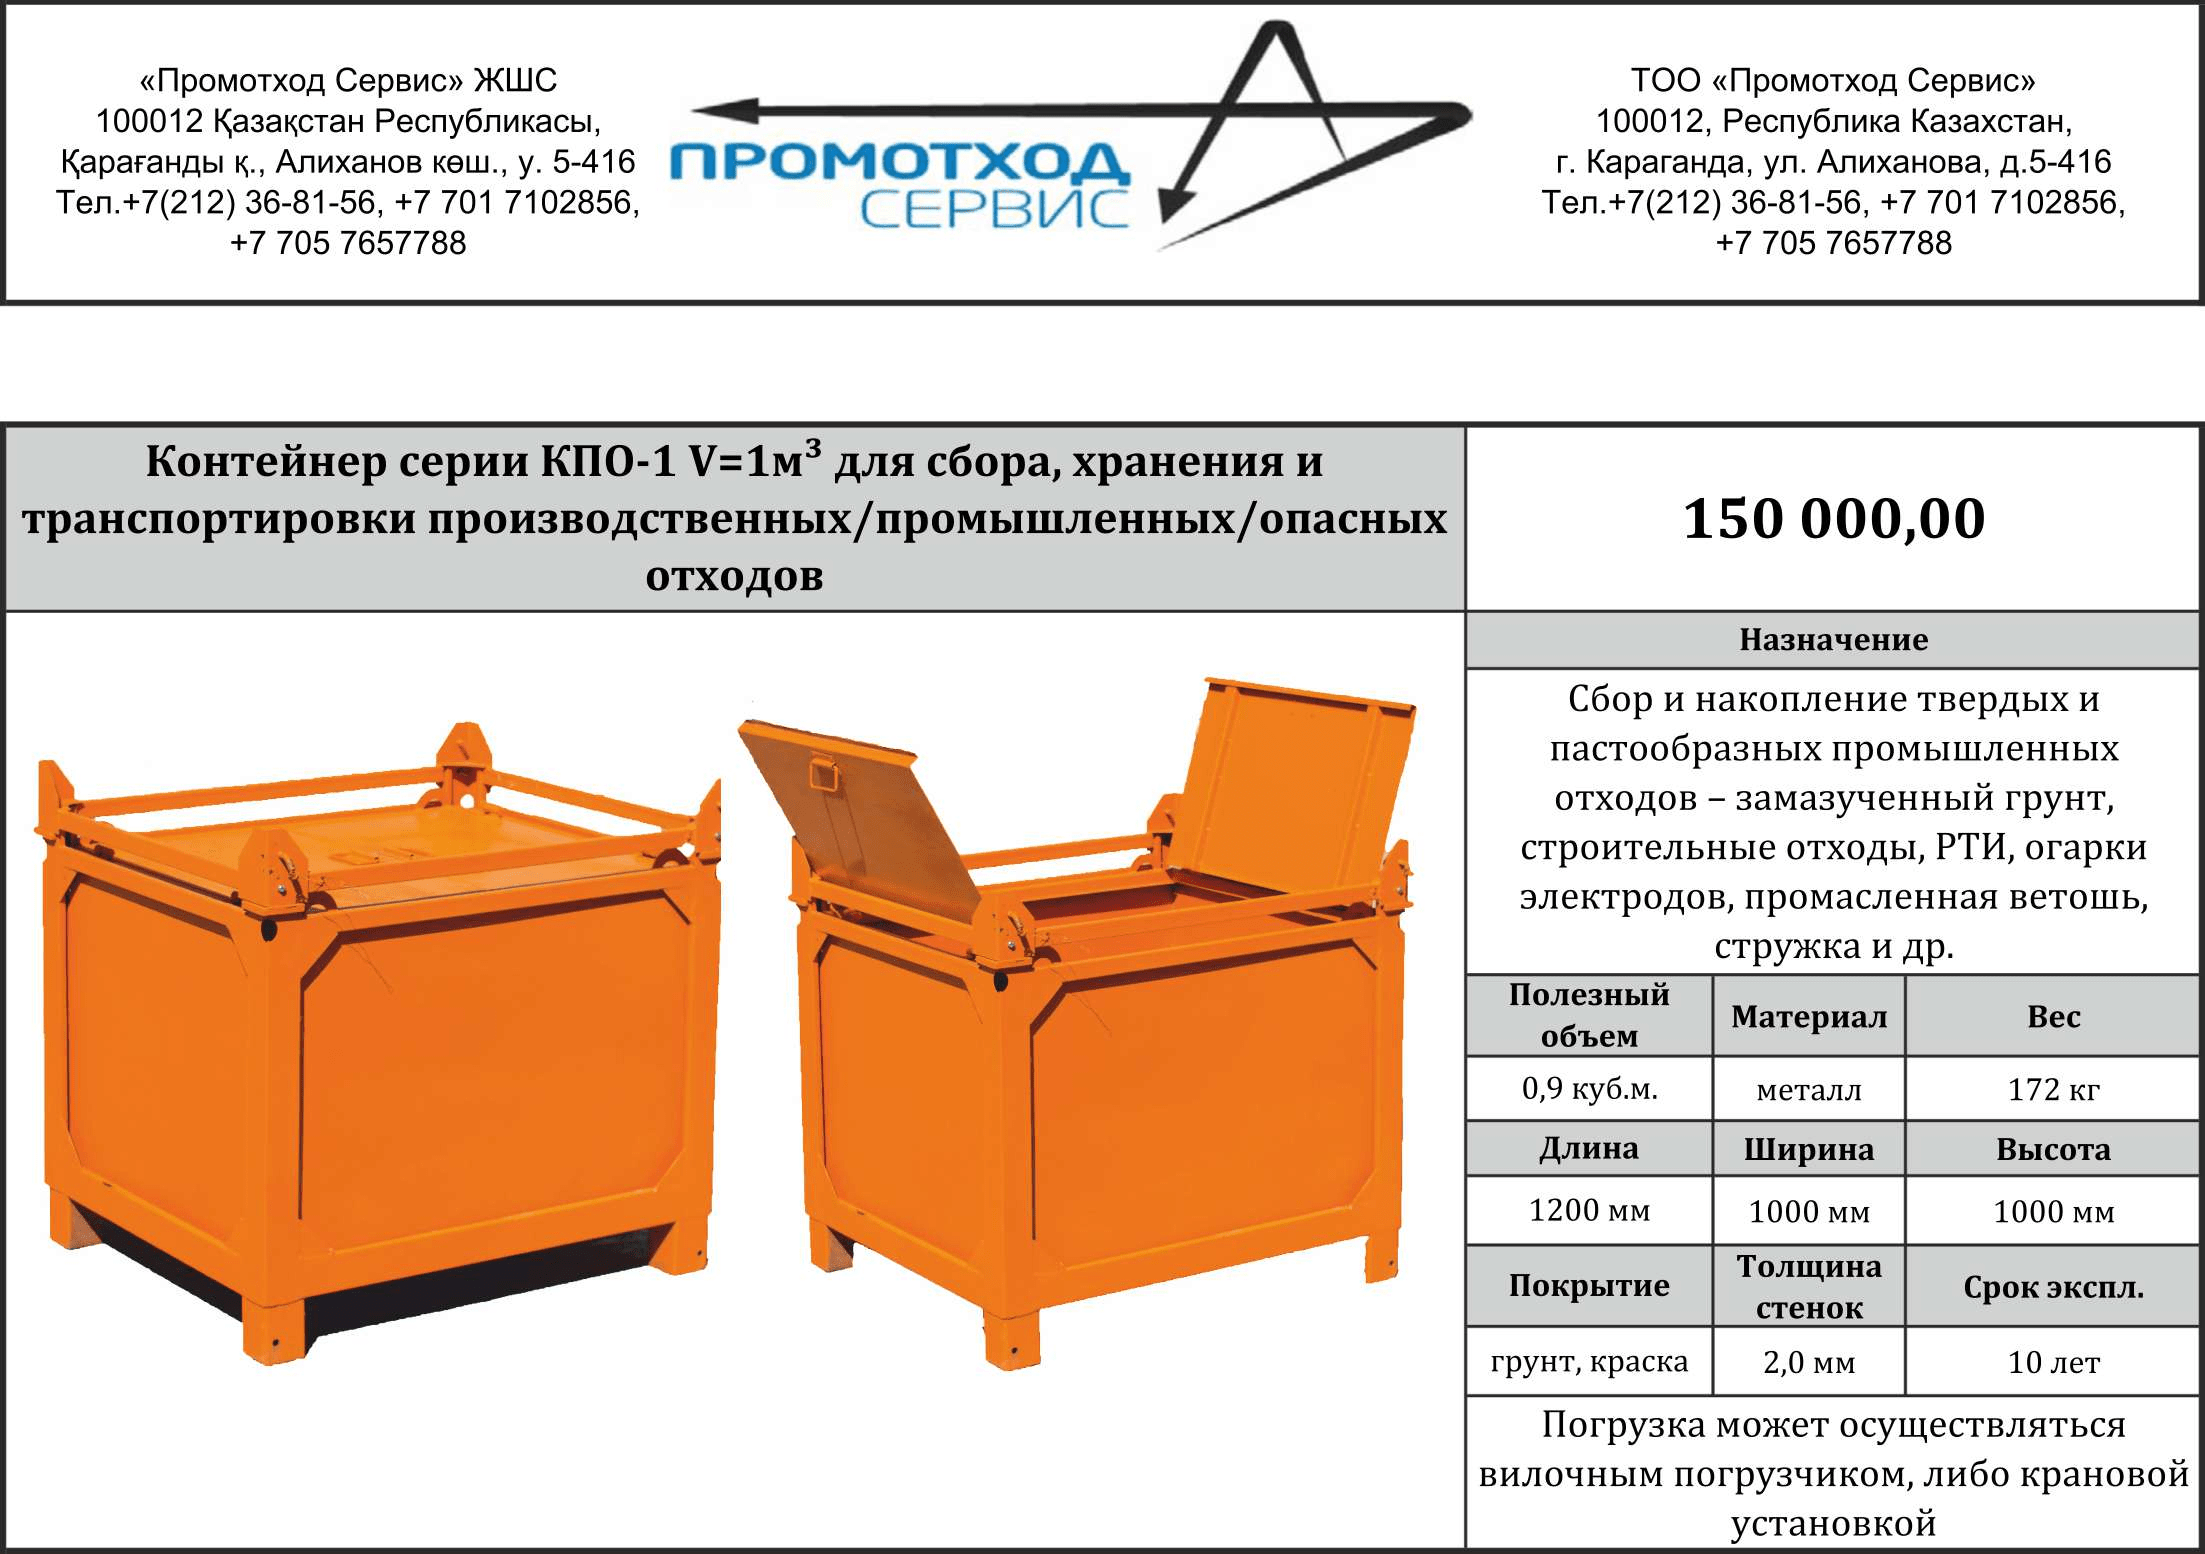 «Промотход Сервис» ЖШС
100012 Қазақстан Республикасы,
Қарағанды қ., Алиханов көш., у. 5-416
Тел.+7(212) 36-81-56, +7 701 7102856,
+7 705 7657788
ПРОМОТХОД
СЕРВИС
ТОО «Промотход Сервис»
100012, Республика Казахстан,
г. Караганда, ул. Алиханова, д.5-416
Тел.+7(212) 36-81-56, +7 701 7102856,
+7 705 7657788
Контейнер серии КПО-1 V=1м³ для сбора, хранения и
транспортировки производственных/промышленных/опасных
отходов
150 000,00
Назначение
Сбор и накопление твердых и
пастообразных промышленных
отходов – замазученный грунт,
строительные отходы, РТИ, огарки
электродов, промасленная ветошь,
стружка и др.
Полезный
объем
Материал
Вес
0,9 куб.м.
металл
172 кг
Длина
Ширина
Высота
1200 мм
1000 мм
1000 мм
Покрытие
Толщина
стенок
Срок экспл.
грунт, краска
2,0 мм
10 лет
Погрузка может осуществляться
вилочным погрузчиком, либо крановой
установкой